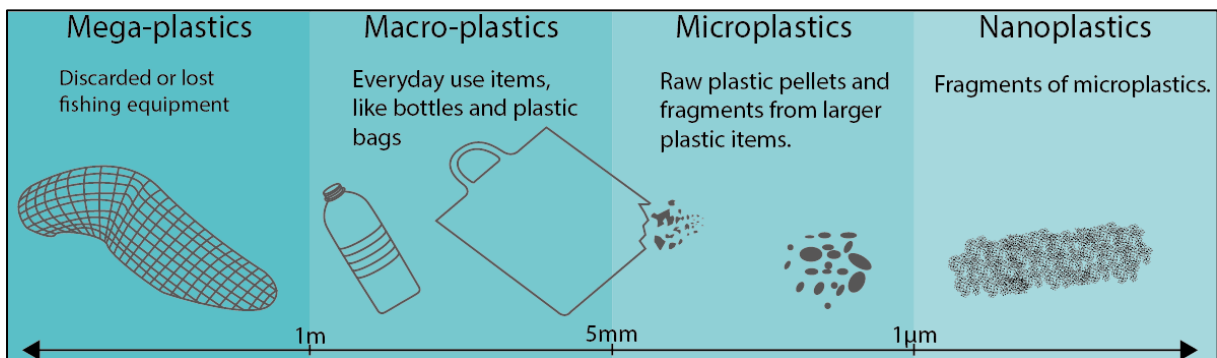 Mega-plastics
Discarded or lost
fishing equipment
Macro-plastics
Everyday use items,
like bottles and plastic
bags
Microplastics
Raw plastic pellets and
fragments from larger
plastic items.
Nanoplastics
Fragments of microplastics.
1m
5mm
1µm